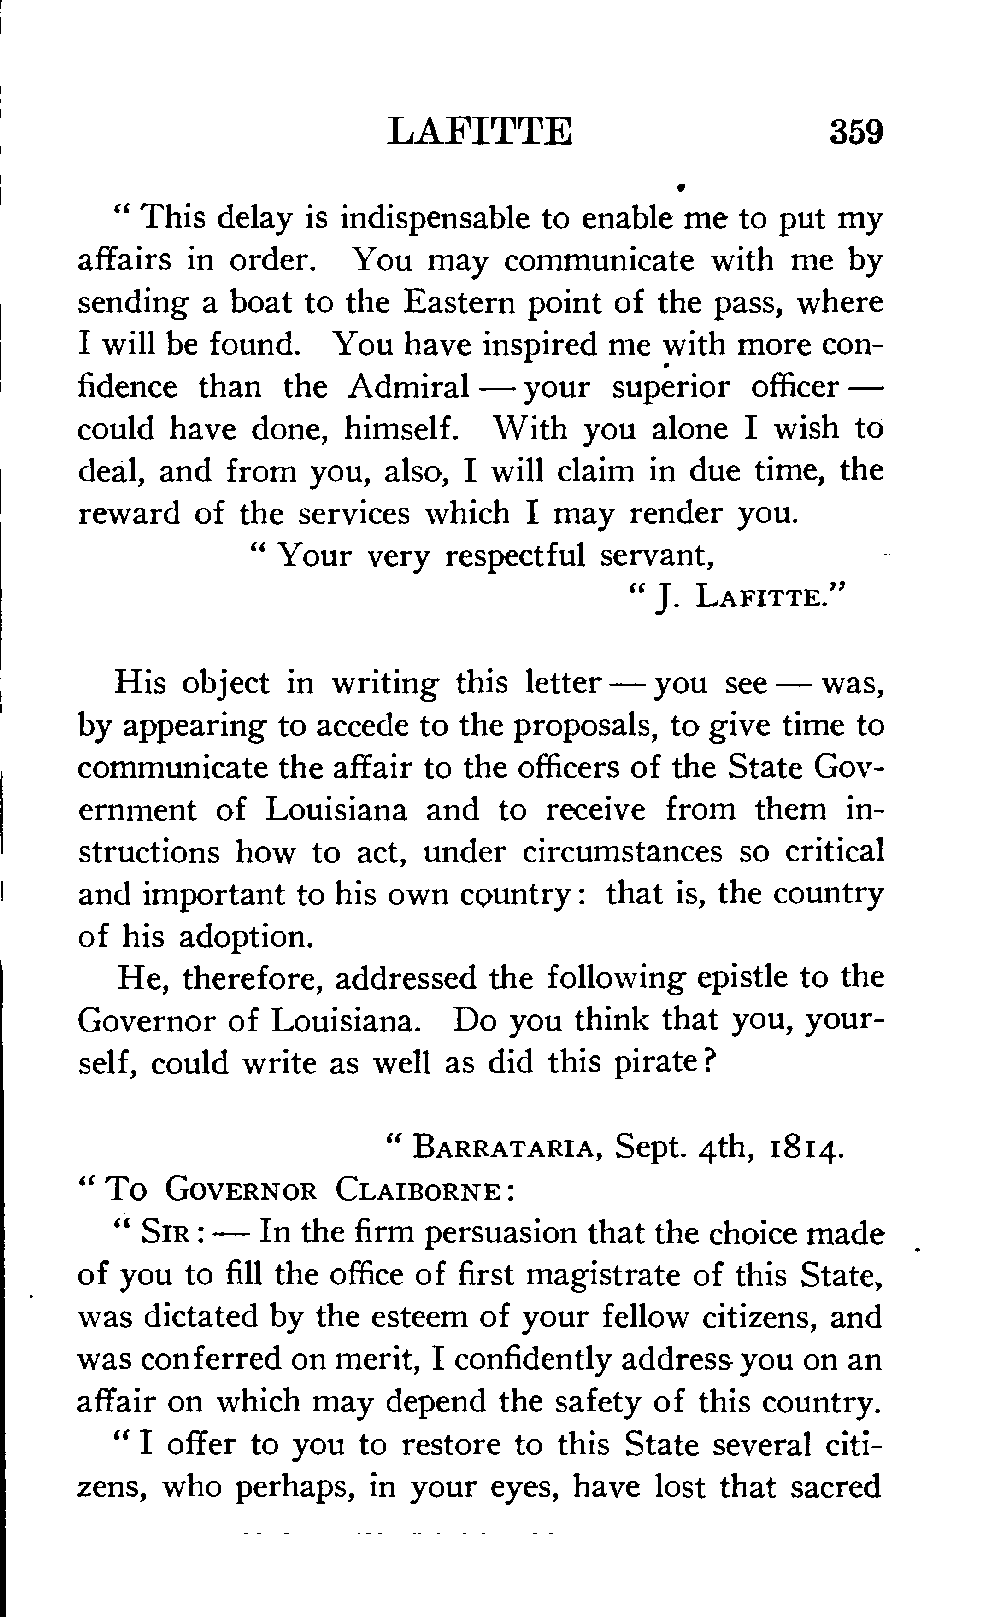 LAFITTE 359
“ This delay is indispensable to enable me to put my
affairs in order. You may communicate with me by
sending a boat to the Eastern point of the pass, where
I will be found. You have inspired me with more con-
fidence than the Admiral — your superior officer —
could have done, himself. With you alone I wish to
deal, and from you, also, I will claim in due time, the
reward of the services which I may render you.
“ Your very respectful servant,
“ J. LAFITTE.”
His object in writing this letter — you see — was,
by appearing to accede to the proposals, to give time to
communicate the affair to the officers of the State Gov-
ernment of Louisiana and to receive from them in-
structions how to act, under circumstances so critical
and important to his own country: that is, the country
of his adoption.
He, therefore, addressed the following epistle to the
Governor of Louisiana. Do you think that you, your-
self, could write as well as did this pirate?
“ BARRATARIA, Sept. 4th, 1814.
“ TO GOVERNOR CLAIBORNE:
“ SIR: — In the firm persuasion that the choice made
of you to fill the office of first magistrate of this State,
was dictated by the esteem of your fellow citizens, and
was conferred on merit, I confidently address you on an
affair on which may depend the safety of this country.
“ I offer to you to restore to this State several citi-
zens, who perhaps, in your eyes, have lost that sacred